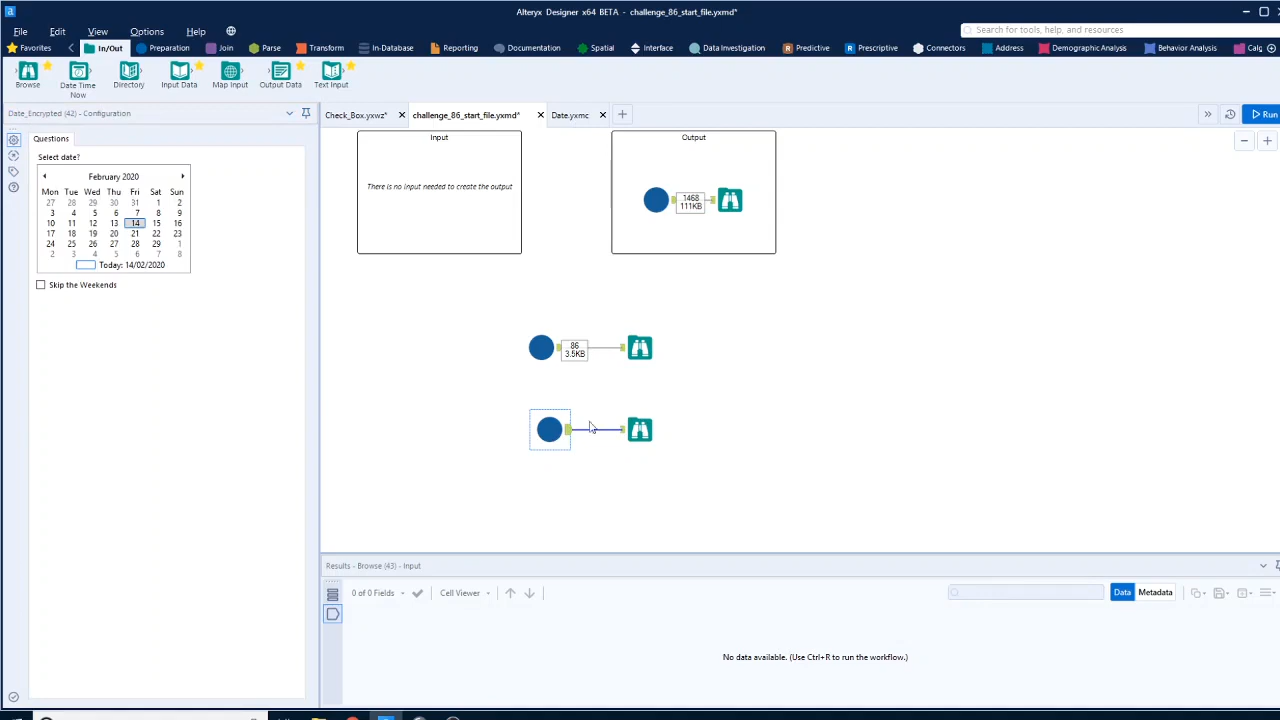 Alteryx Designer x64 BETA - challenge_86_start_file.yxmd*
File Edit View Options Help
Search for tools, help, and resources
Favorites In/Out Preparation Join Parse Transform In-Database Reporting Documentation Spatial Interface Data Investigation Predictive Prescriptive Connectors Address Demographic Analysis Behavior Analysis
Browse Date Time Now Directory Input Data Map Input Output Data Text Input
Date_Encrypted (42) - Configuration
Check_Box.yxwz* challenge_86_start_file.yxmd* Date.yxmc Run
Questions
Select date?
February 2020
Mon Tue Wed Thu Fri Sat Sun
27 28 29 30 31 1 2
3 4 5 6 7 8 9
10 11 12 13 14 15 16
17 18 19 20 21 22 23
24 25 26 27 28 29 1
2 3 4 5 6 7 8
Today: 14/02/2020
Skip the Weekends
Input
There is no input needed to create the output
Output
1468
111KB
86
3.5KB
Results - Browse (43) - Input
0 of 0 Fields Cell Viewer Data Metadata
No data available. (Use Ctrl+R to run the workflow.)